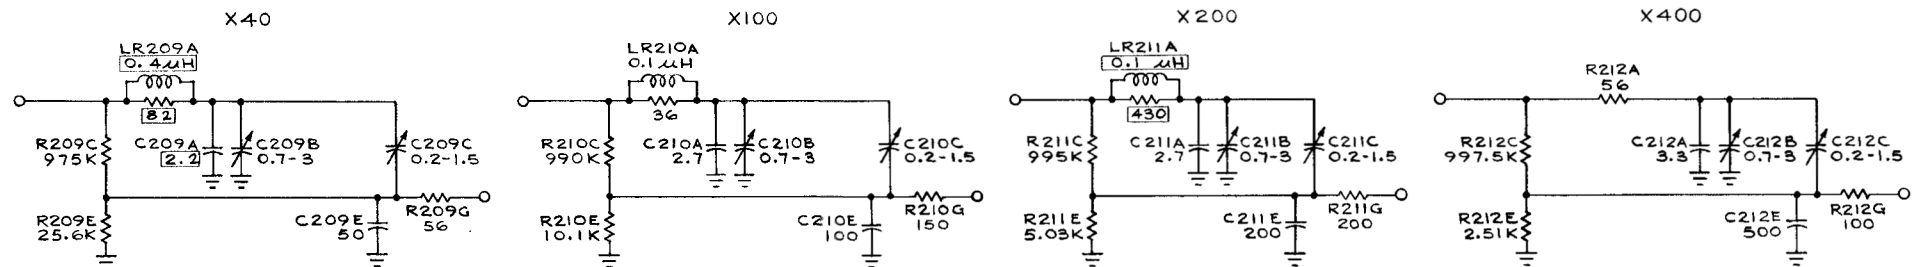 X40
LR209A
0.4µH
82
R209C
975K
C209A
2.2
C209B
0.7-3
C209C
0.2-1.5
R209E
25.6K
C209E
50
R209G
56
X100
LR210A
0.1µH
36
R210C
990K
C210A
2.7
C210B
0.7-3
C210C
0.2-1.5
R210E
10.1K
C210E
100
R210G
150
X200
LR211A
0.1 µH
430
R211C
995K
C211A
2.7
C211B
0.7-3
C211C
0.2-1.5
R211E
5.03K
C211E
200
R211G
200
X400
R212A
56
R212C
997.5K
C212A
3.3
C212B
0.7-3
C212C
0.2-1.5
R212E
2.51K
C212E
500
R212G
100